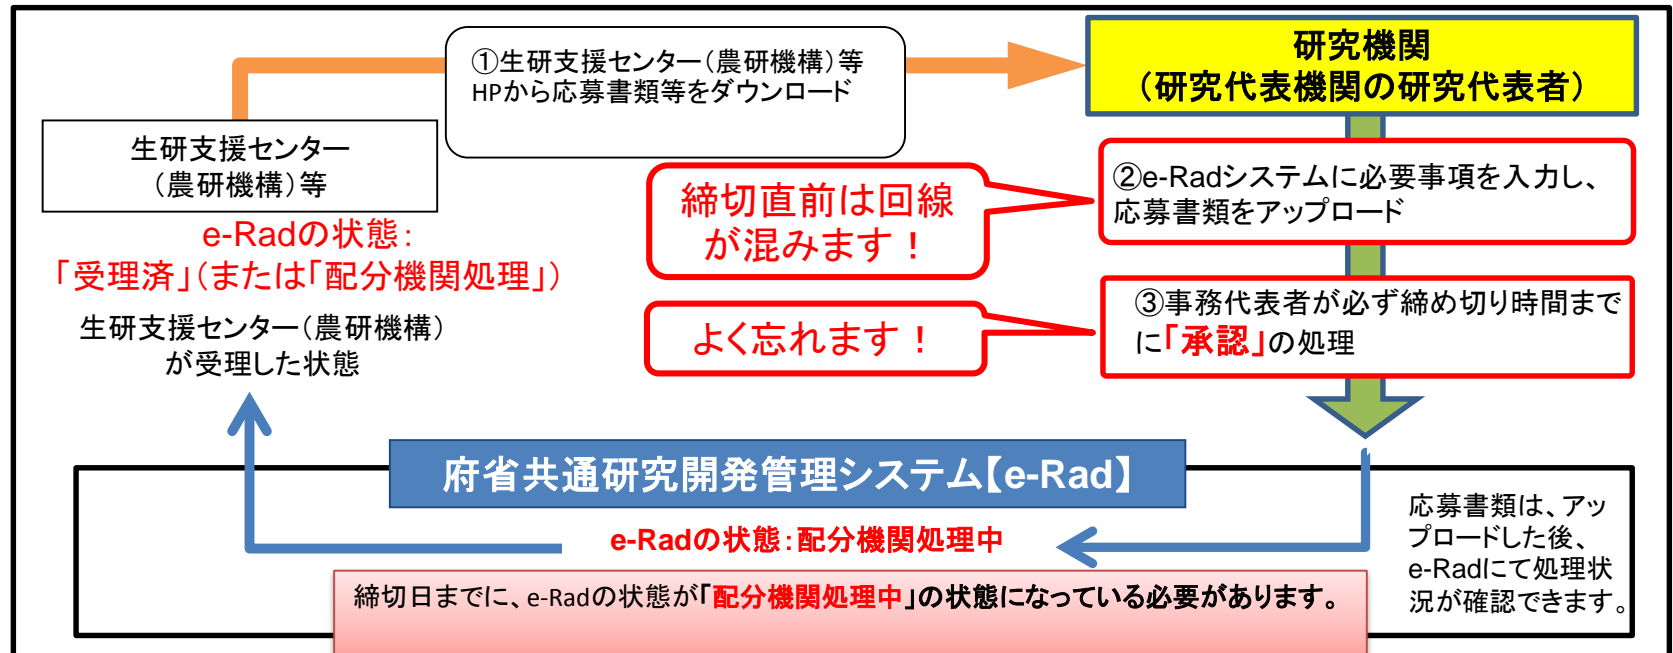 ①生研支援センター（農研機構）等
HPから応募書類等をダウンロード
研究機関
（研究代表機関の研究代表者）
生研支援センター
（農研機構）等
e-Radの状態：
「受理済」（または「配分機関処理」）
生研支援センター（農研機構）
が受理した状態
締切直前は回線
が混みます！
②e-Radシステムに必要事項を入力し、
応募書類をアップロード
よく忘れます！
③事務代表者が必ず締め切り時間まで
に「承認」の処理
府省共通研究開発管理システム【e-Rad】
e-Radの状態：配分機関処理中
応募書類は、アッ
プロードした後、
e-Radにて処理状
況が確認できます。
締切日までに、e-Radの状態が「配分機関処理中」の状態になっている必要があります。